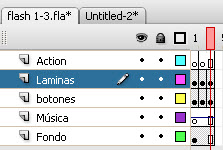 flash 1-3.fla* Untitled-2*
1
Action
Laminas
botones
Música
Fondo